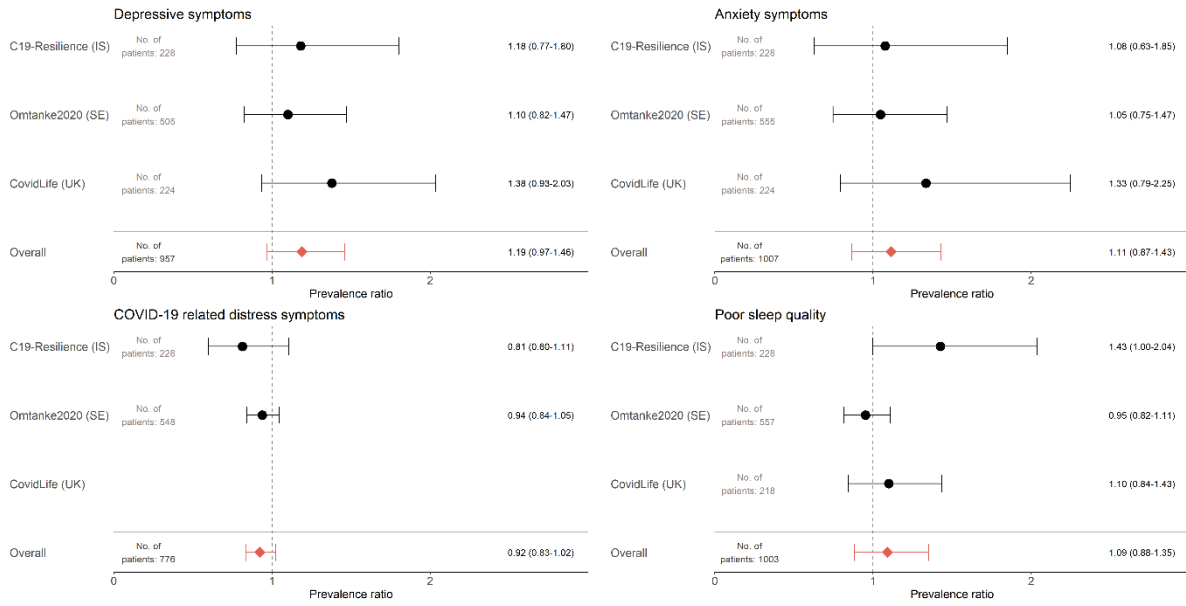 Depressive symptoms
C19-Resilience (IS)
No. of
patients: 228
1.18 (0.77-1.80)
Omtanke2020 (SE)
No. of
patients: 505
1.10 (0.82-1.47)
CovidLife (UK)
No. of
patients: 224
1.38 (0.93-2.03)
Overall
No. of
patients: 957
1.19 (0.97-1.46)
0 1 2
Prevalence ratio
Anxiety symptoms
C19-Resilience (IS)
No. of
patients: 228
1.08 (0.63-1.85)
Omtanke2020 (SE)
No. of
patients: 555
1.05 (0.75-1.47)
CovidLife (UK)
No. of
patients: 224
1.33 (0.79-2.25)
Overall
No. of
patients: 1007
1.11 (0.87-1.43)
0 1 2
Prevalence ratio
COVID-19 related distress symptoms
C19-Resilience (IS)
No. of
patients: 228
0.81 (0.60-1.11)
Omtanke2020 (SE)
No. of
patients: 548
0.94 (0.84-1.05)
CovidLife (UK)
Overall
No. of
patients: 776
0.92 (0.83-1.02)
0 1 2
Prevalence ratio
Poor sleep quality
C19-Resilience (IS)
No. of
patients: 228
1.43 (1.00-2.04)
Omtanke2020 (SE)
No. of
patients: 557
0.95 (0.82-1.11)
CovidLife (UK)
No. of
patients: 218
1.10 (0.84-1.43)
Overall
No. of
patients: 1003
1.09 (0.88-1.35)
0 1 2
Prevalence ratio